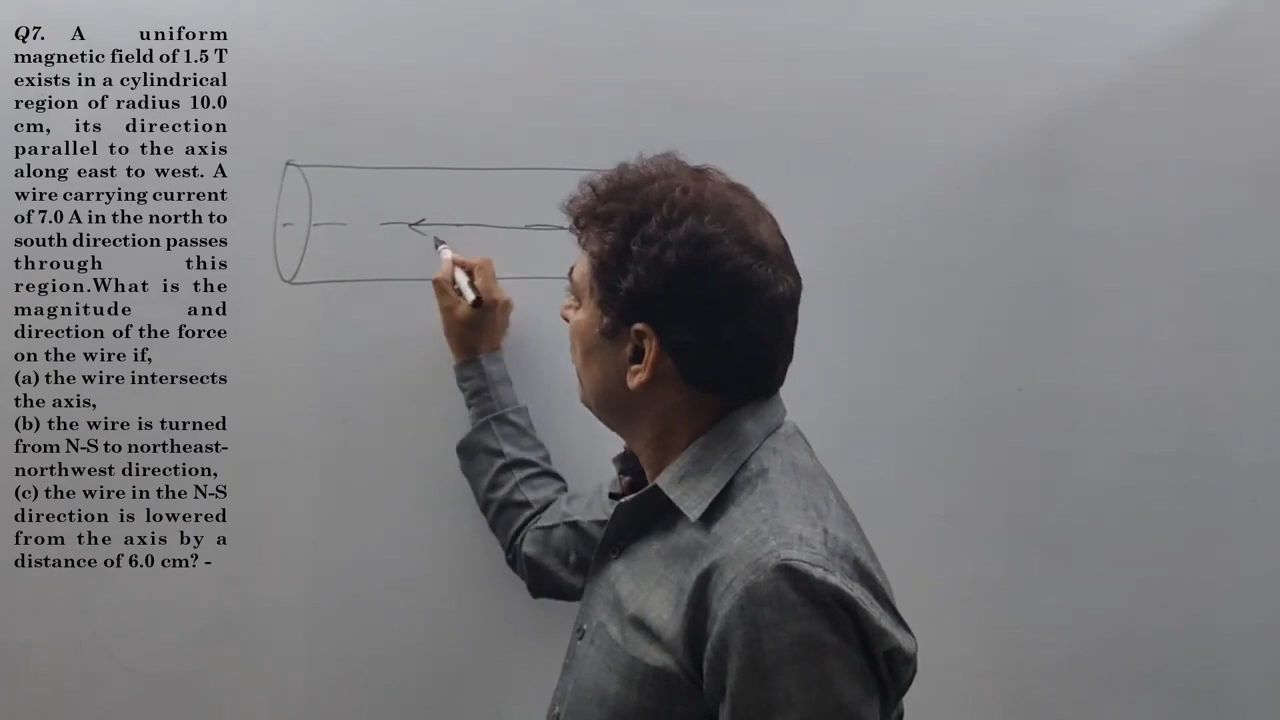 Q7. A uniform
magnetic field of 1.5 T
exists in a cylindrical
region of radius 10.0
cm, its direction
parallel to the axis
along east to west. A
wire carrying current
of 7.0 A in the north to
south direction passes
through this
region.What is the
magnitude and
direction of the force
on the wire if,
(a) the wire intersects
the axis,
(b) the wire is turned
from N-S to northeast-
northwest direction,
(c) the wire in the N-S
direction is lowered
from the axis by a
distance of 6.0 cm? -